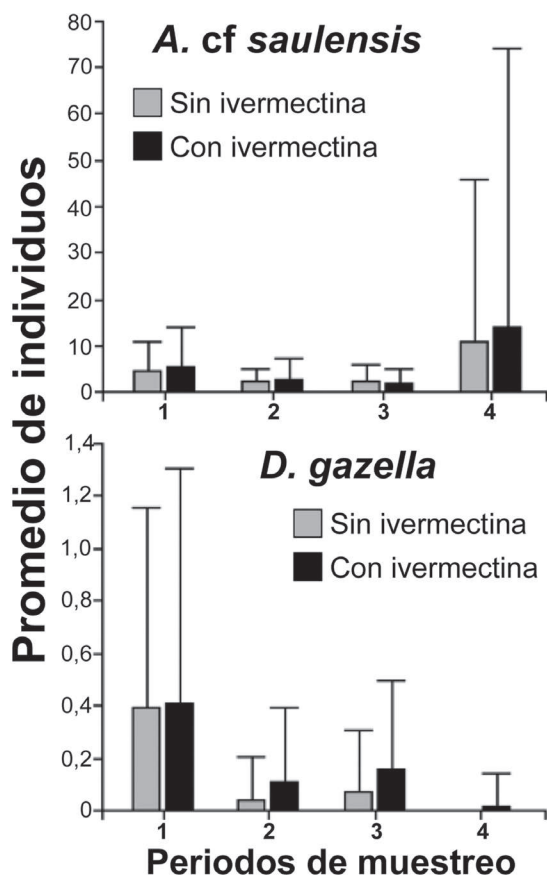 Promedio de individuos
A. cf saulensis
Sin ivermectina
Con ivermectina
80
70
60
50
40
30
20
10
0
1 2 3 4
D. gazella
Sin ivermectina
Con ivermectina
1,4
1,2
1,0
0,8
0,6
0,4
0,2
0
1 2 3 4
Periodos de muestreo